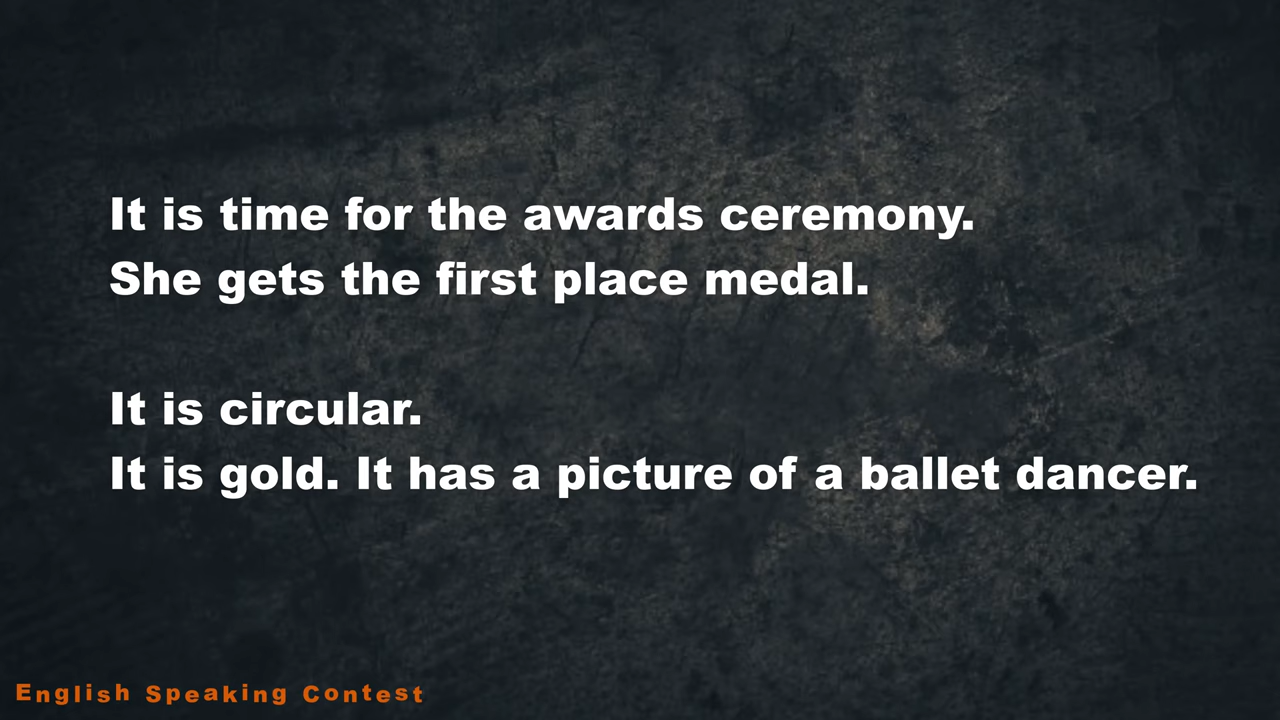 It is time for the awards ceremony.
She gets the first place medal.
It is circular.
It is gold. It has a picture of a ballet dancer.
English Speaking Contest